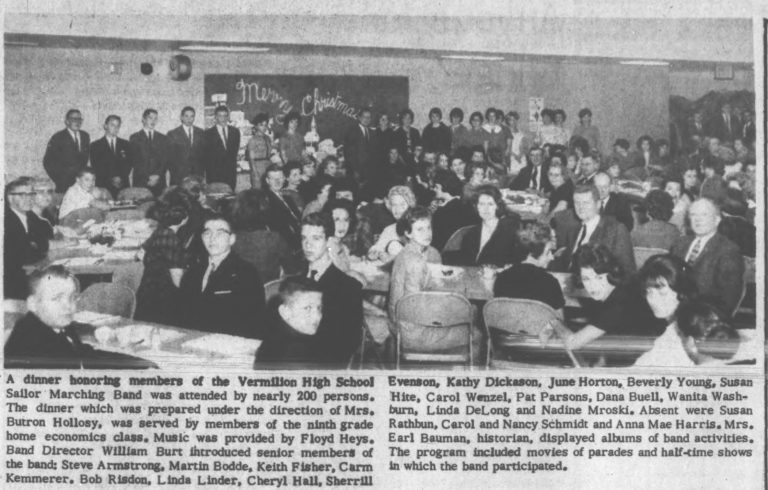 Merry Christmas
A dinner honoring members of the Vermilion High School
Sailor Marching Band was attended by nearly 200 persons.
The dinner which was prepared under the direction of Mrs.
Butron Hollosy, was served by members of the ninth grade
home economics class. Music was provided by Floyd Heys.
Band Director William Burt ihtroduced senior members of
the band; Steve Armstrong, Martin Bodde, Keith Fisher, Carm
Kemmerer. Bob Risdon, Linda Linder, Cheryl Hall, Sherrill
Evenson, Kathy Dickason, June Horton, Beverly Young, Susan
Hite, Carol Wenzel, Pat Parsons, Dana Buell, Wanita Wash-
burn, Linda DeLong and Nadine Mroski. Absent were Susan
Rathbun, Carol and Nancy Schmidt and Anna Mae Harris. Mrs.
Earl Bauman, historian, displayed albums of band activities.
The program included movies of parades and half-time shows
in which the band participated.